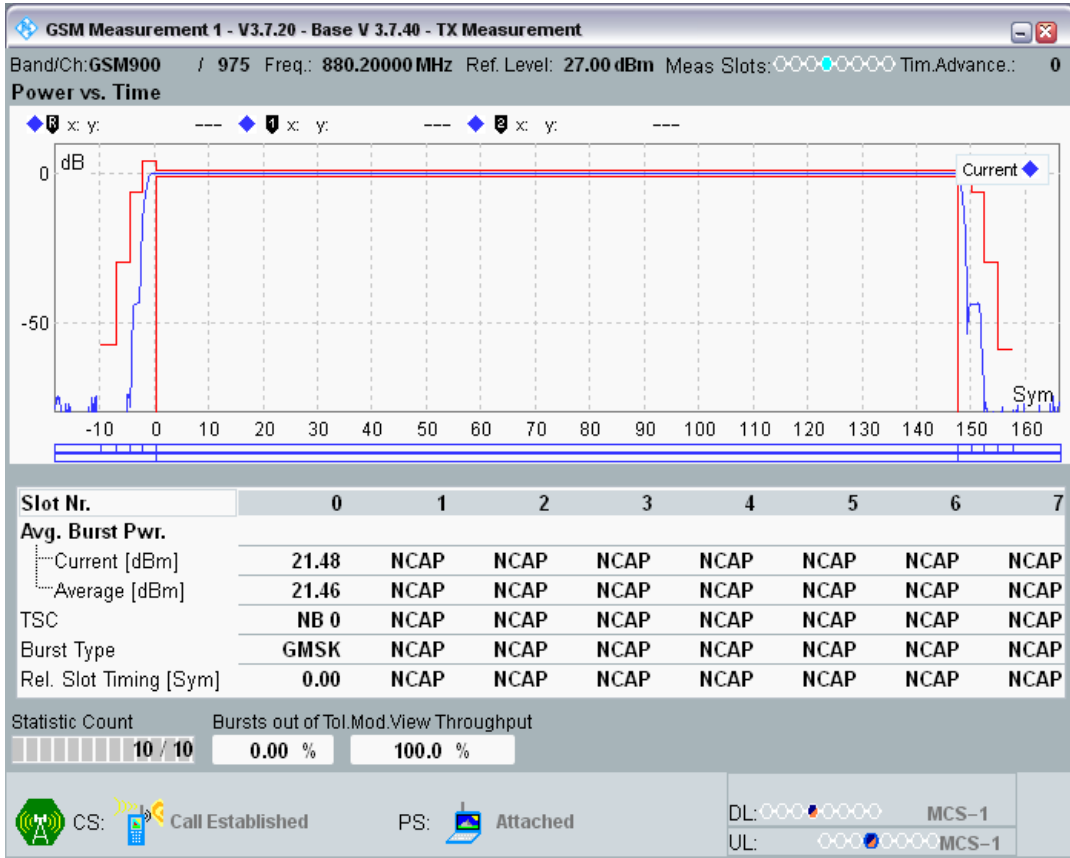 GSM Measurement 1 - V3.7.20 - Base V 3.7.40 - TX Measurement
Band/Ch:GSM900 / 975 Freq.: 880.20000 MHz Ref. Level: 27.00 dBm Meas Slots: Tim.Advance.: 0
Power vs. Time
R x: y: --- 1 x: y: --- 2 x: y: ---
dB
Current
0
-50
Sym
-10 0 10 20 30 40 50 60 70 80 90 100 110 120 130 140 150 160
Slot Nr. 0 1 2 3 4 5 6 7
Avg. Burst Pwr.
Current [dBm] 21.48 NCAP NCAP NCAP NCAP NCAP NCAP NCAP
Average [dBm] 21.46 NCAP NCAP NCAP NCAP NCAP NCAP NCAP
TSC NB 0 NCAP NCAP NCAP NCAP NCAP NCAP NCAP
Burst Type GMSK NCAP NCAP NCAP NCAP NCAP NCAP NCAP
Rel. Slot Timing [Sym] 0.00 NCAP NCAP NCAP NCAP NCAP NCAP NCAP
Statistic Count Bursts out of Tol.Mod.View Throughput
10 / 10 0.00 % 100.0 %
CS: Call Established PS: Attached
DL: MCS-1
UL: MCS-1